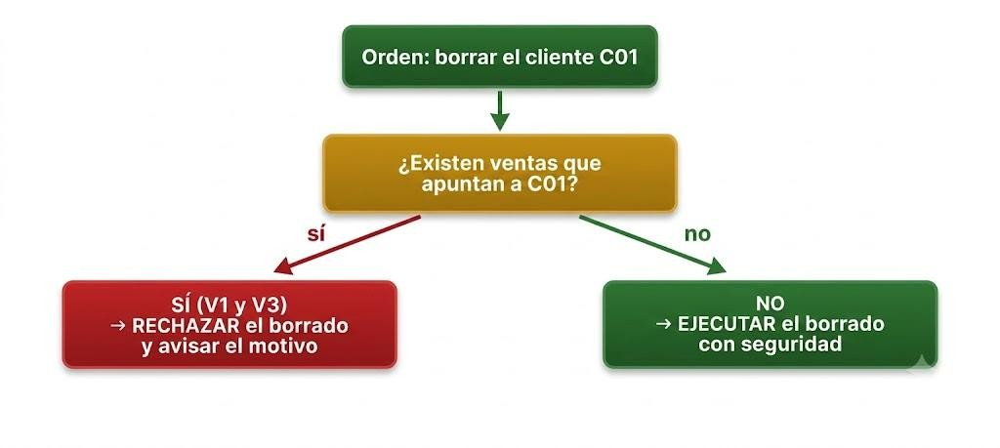 Orden: borrar el cliente C01
¿Existen ventas que
apuntan a C01?
sí
no
SÍ (V1 y V3)
→ RECHAZAR el borrado
y avisar el motivo
NO
→ EJECUTAR el borrado
con seguridad